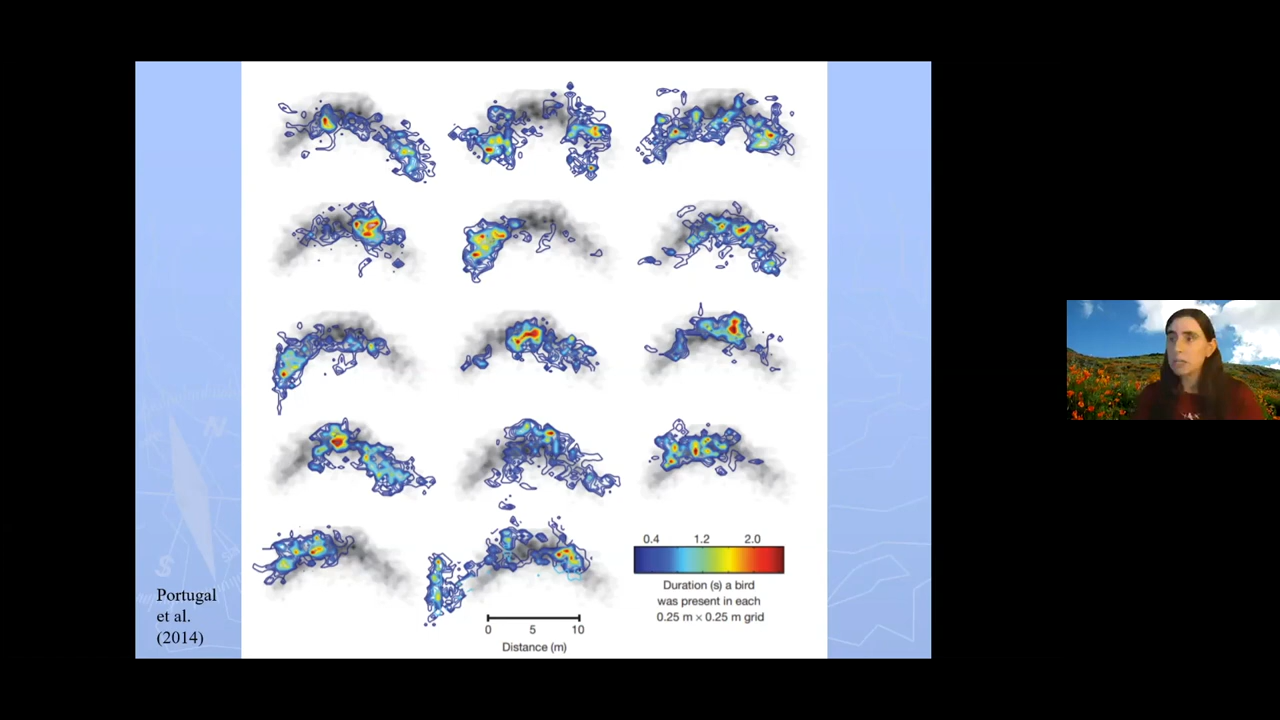 0.4 1.2 2.0
Duration (s) a bird
was present in each
0.25 m × 0.25 m grid
0 5 10
Distance (m)
Portugal
et al.
(2014)
N
S